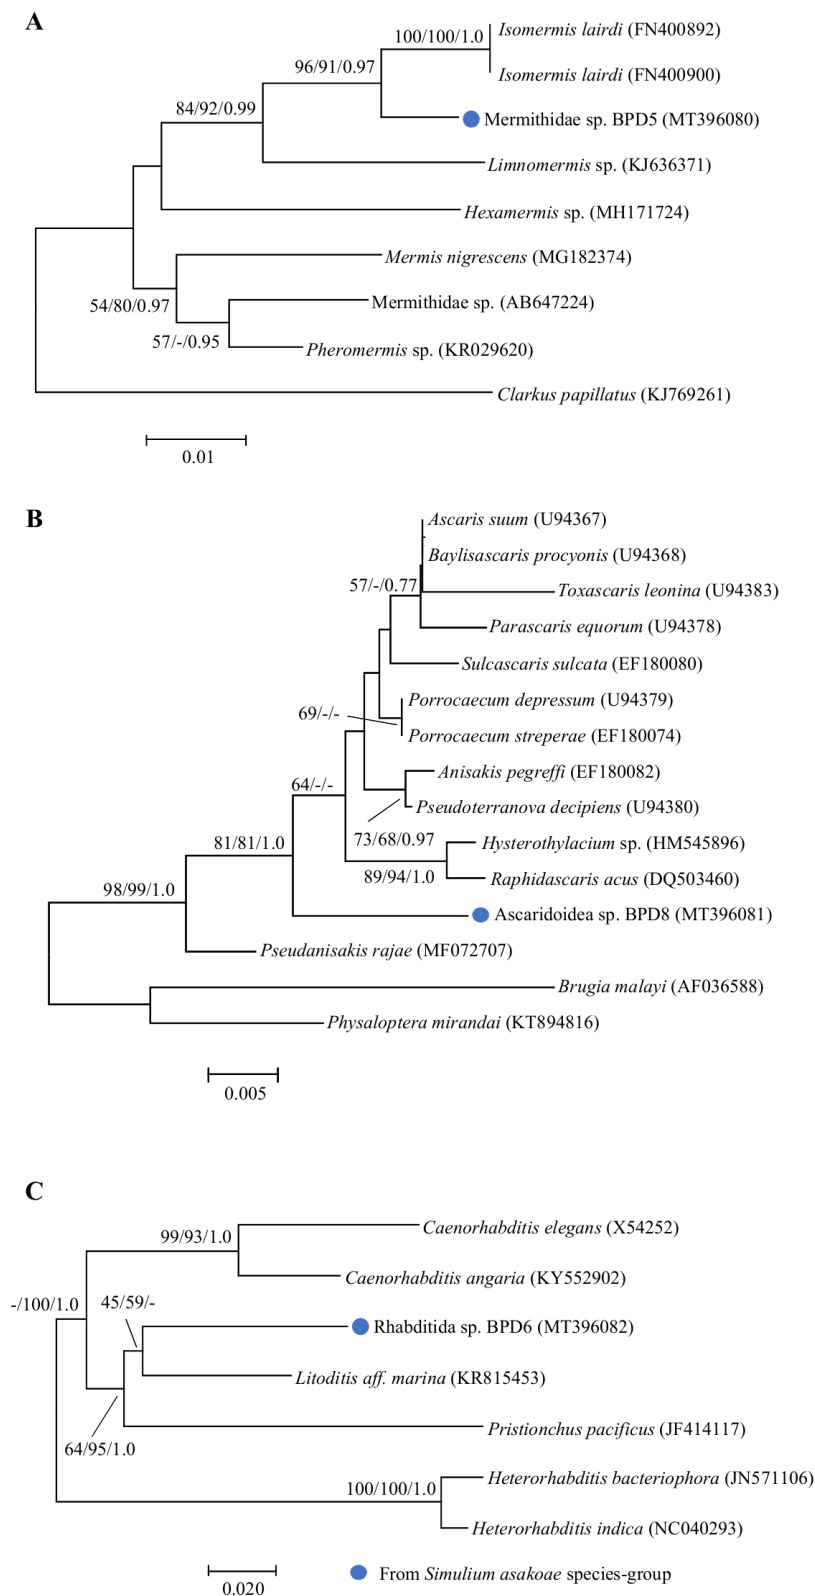 A
Isomermis lairdi (FN400892)
100/100/1.0
96/91/0.97
Isomermis lairdi (FN400900)
84/92/0.99
Mermithidae sp. BPD5 (MT396080)
Limnomermis sp. (KJ636371)
Hexamermis sp. (MH171724)
Mermis nigrescens (MG182374)
54/80/0.97
Mermithidae sp. (AB647224)
57/-/0.95
Pheromermis sp. (KR029620)
Clarkus papillatus (KJ769261)
0.01
B
Ascaris suum (U94367)
Baylisascaris procyonis (U94368)
57/-/0.77
Toxascaris leonina (U94383)
Parascaris equorum (U94378)
Sulcascaris sulcata (EF180080)
Porrocaecum depressum (U94379)
69/-/-
Porrocaecum streperae (EF180074)
Anisakis pegreffi (EF180082)
64/-/-
Pseudoterranova decipiens (U94380)
73/68/0.97
81/81/1.0
Hysterothylacium sp. (HM545896)
89/94/1.0
Raphidascaris acus (DQ503460)
98/99/1.0
Ascaridoidea sp. BPD8 (MT396081)
Pseudanisakis rajae (MF072707)
Brugia malayi (AF036588)
Physaloptera mirandai (KT894816)
0.005
C
Caenorhabditis elegans (X54252)
99/93/1.0
Caenorhabditis angaria (KY552902)
-/100/1.0
45/59/-
Rhabditida sp. BPD6 (MT396082)
Litoditis aff. marina (KR815453)
Pristionchus pacificus (JF414117)
64/95/1.0
Heterorhabditis bacteriophora (JN571106)
100/100/1.0
Heterorhabditis indica (NC040293)
0.020
From Simulium asakoae species-group